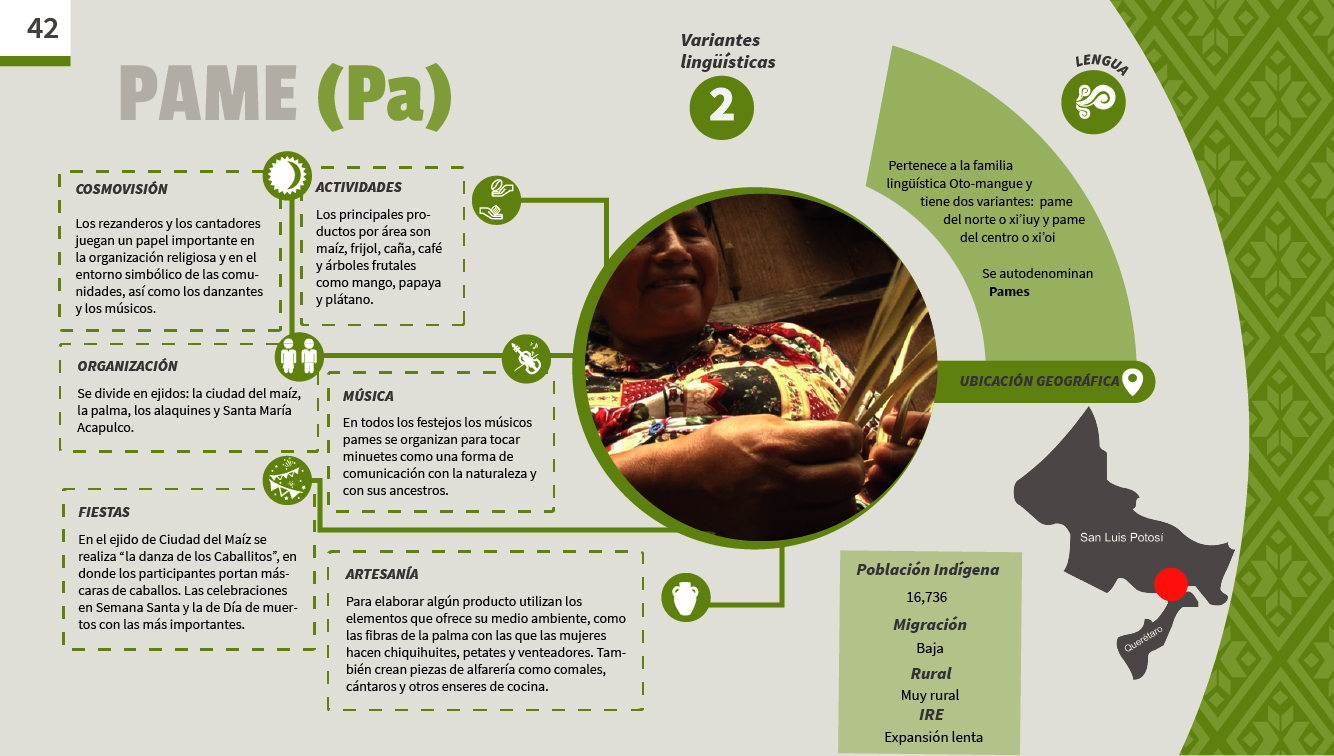 42
PAME (Pa)
Variantes
lingüísticas
2
LENGUA
Pertenece a la familia
lingüística Oto-mangue y
tiene dos variantes: pame
del norte o xi’iuy y pame
del centro o xi’oi
Se autodenominan
Pames
COSMOVISIÓN
Los rezanderos y los cantadores
juegan un papel importante en
la organización religiosa y en el
entorno simbólico de las comu-
nidades, así como los danzantes
y los músicos.
ACTIVIDADES
Los principales pro-
ductos por área son
maíz, frijol, caña, café
y árboles frutales
como mango, papaya
y plátano.
ORGANIZACIÓN
Se divide en ejidos: la ciudad del maíz,
la palma, los alaquines y Santa María
Acapulco.
MÚSICA
En todos los festejos los músicos
pames se organizan para tocar
minuetes como una forma de
comunicación con la naturaleza y
con sus ancestros.
FIESTAS
En el ejido de Ciudad del Maíz se
realiza “la danza de los Caballitos”, en
donde los participantes portan más-
caras de caballos. Las celebraciones
en Semana Santa y la de Día de muer-
tos con las más importantes.
ARTESANÍA
Para elaborar algún producto utilizan los
elementos que ofrece su medio ambiente, como
las fibras de la palma con las que las mujeres
hacen chiquihuites, petates y venteadores. Tam-
bién crean piezas de alfarería como comales,
cántaros y otros enseres de cocina.
UBICACIÓN GEOGRÁFICA
San Luis Potosí
Querétaro
Población Indígena
16,736
Migración
Baja
Rural
Muy rural
IRE
Expansión lenta